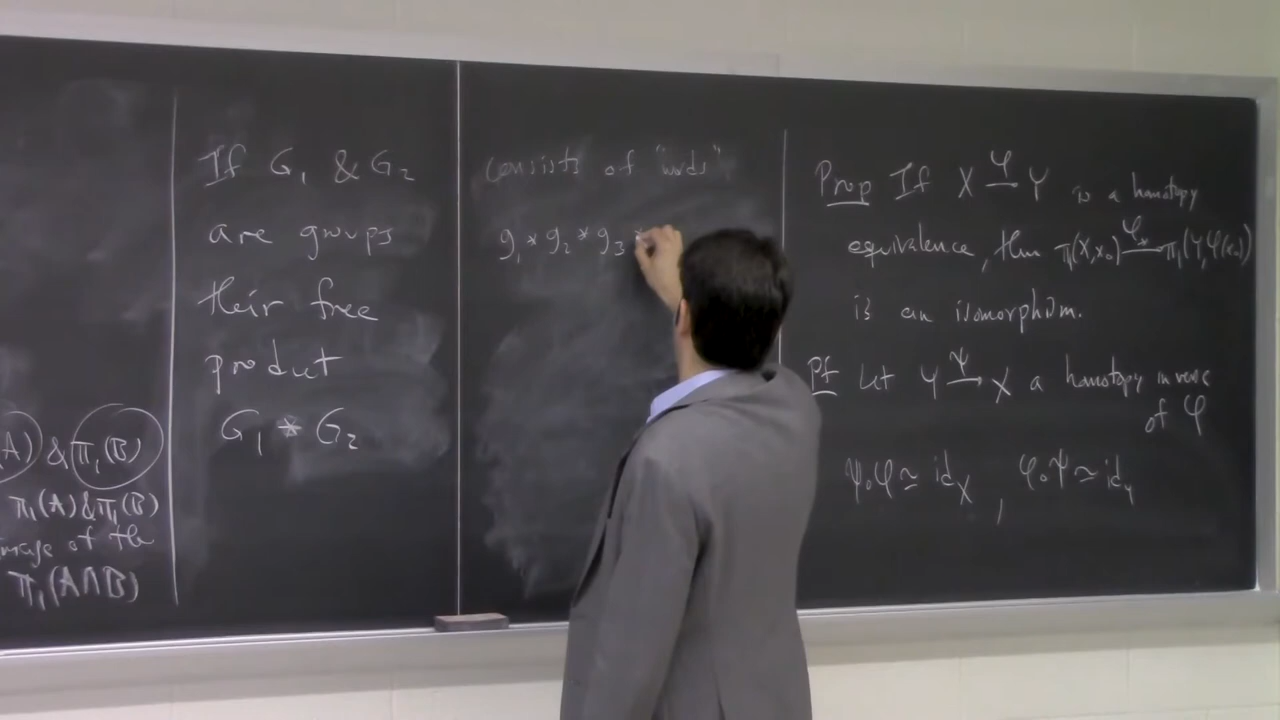 A) & π₁(B)
π₁(A) & π₁(B)
image of the
π₁(A∩B)
If G₁ & G₂
are groups
their free
product
G₁ * G₂
consists of "words"
g₁ * g₂ * g₃ *
Prop If X —φ→ Y is a homotopy
equivalence, then π₁(X,x₀) —φ*→ π₁(Y,φ(x₀))
is an isomorphism.
Pf Let Y —ψ→ X a homotopy inverse
of φ
ψ∘φ ≃ id_X , φ∘ψ ≃ id_Y